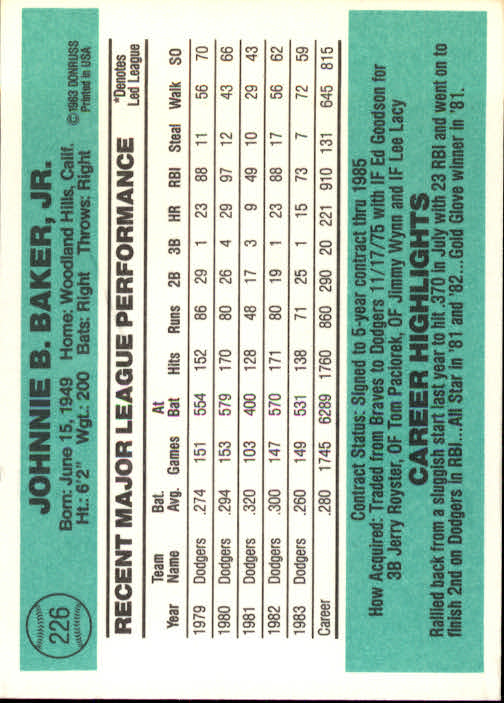 226
JOHNNIE B. BAKER, JR.
Born: June 15, 1949 Home: Woodland Hills, Calif.
Ht.: 6'2" Wgt.: 200 Bats: Right Throws: Right
© 1983 DONRUSS
Printed in USA
RECENT MAJOR LEAGUE PERFORMANCE
*Denotes
Led League
Year Team Name Bat. Avg. Games At Bat Hits Runs 2B 3B HR RBI Steal Walk SO
1979 Dodgers .274 151 554 152 86 29 1 23 88 11 56 70
1980 Dodgers .294 153 579 170 80 26 4 29 97 12 43 66
1981 Dodgers .320 103 400 128 48 17 3 9 49 10 29 43
1982 Dodgers .300 147 570 171 80 19 1 23 88 17 56 62
1983 Dodgers .260 149 531 138 71 25 1 15 73 7 72 59
Career .280 1745 6289 1760 860 290 20 221 910 131 645 815
Contract Status: Signed to 5-year contract thru 1985
How Acquired: Traded from Braves to Dodgers 11/17/75 with IF Ed Goodson for
3B Jerry Royster, OF Tom Paciorek, OF Jimmy Wynn and IF Lee Lacy
CAREER HIGHLIGHTS
Rallied back from a sluggish start last year to hit .370 in July with 23 RBI and went on to
finish 2nd on Dodgers in RBI...All Star in '81 and '82...Gold Glove winner in '81.